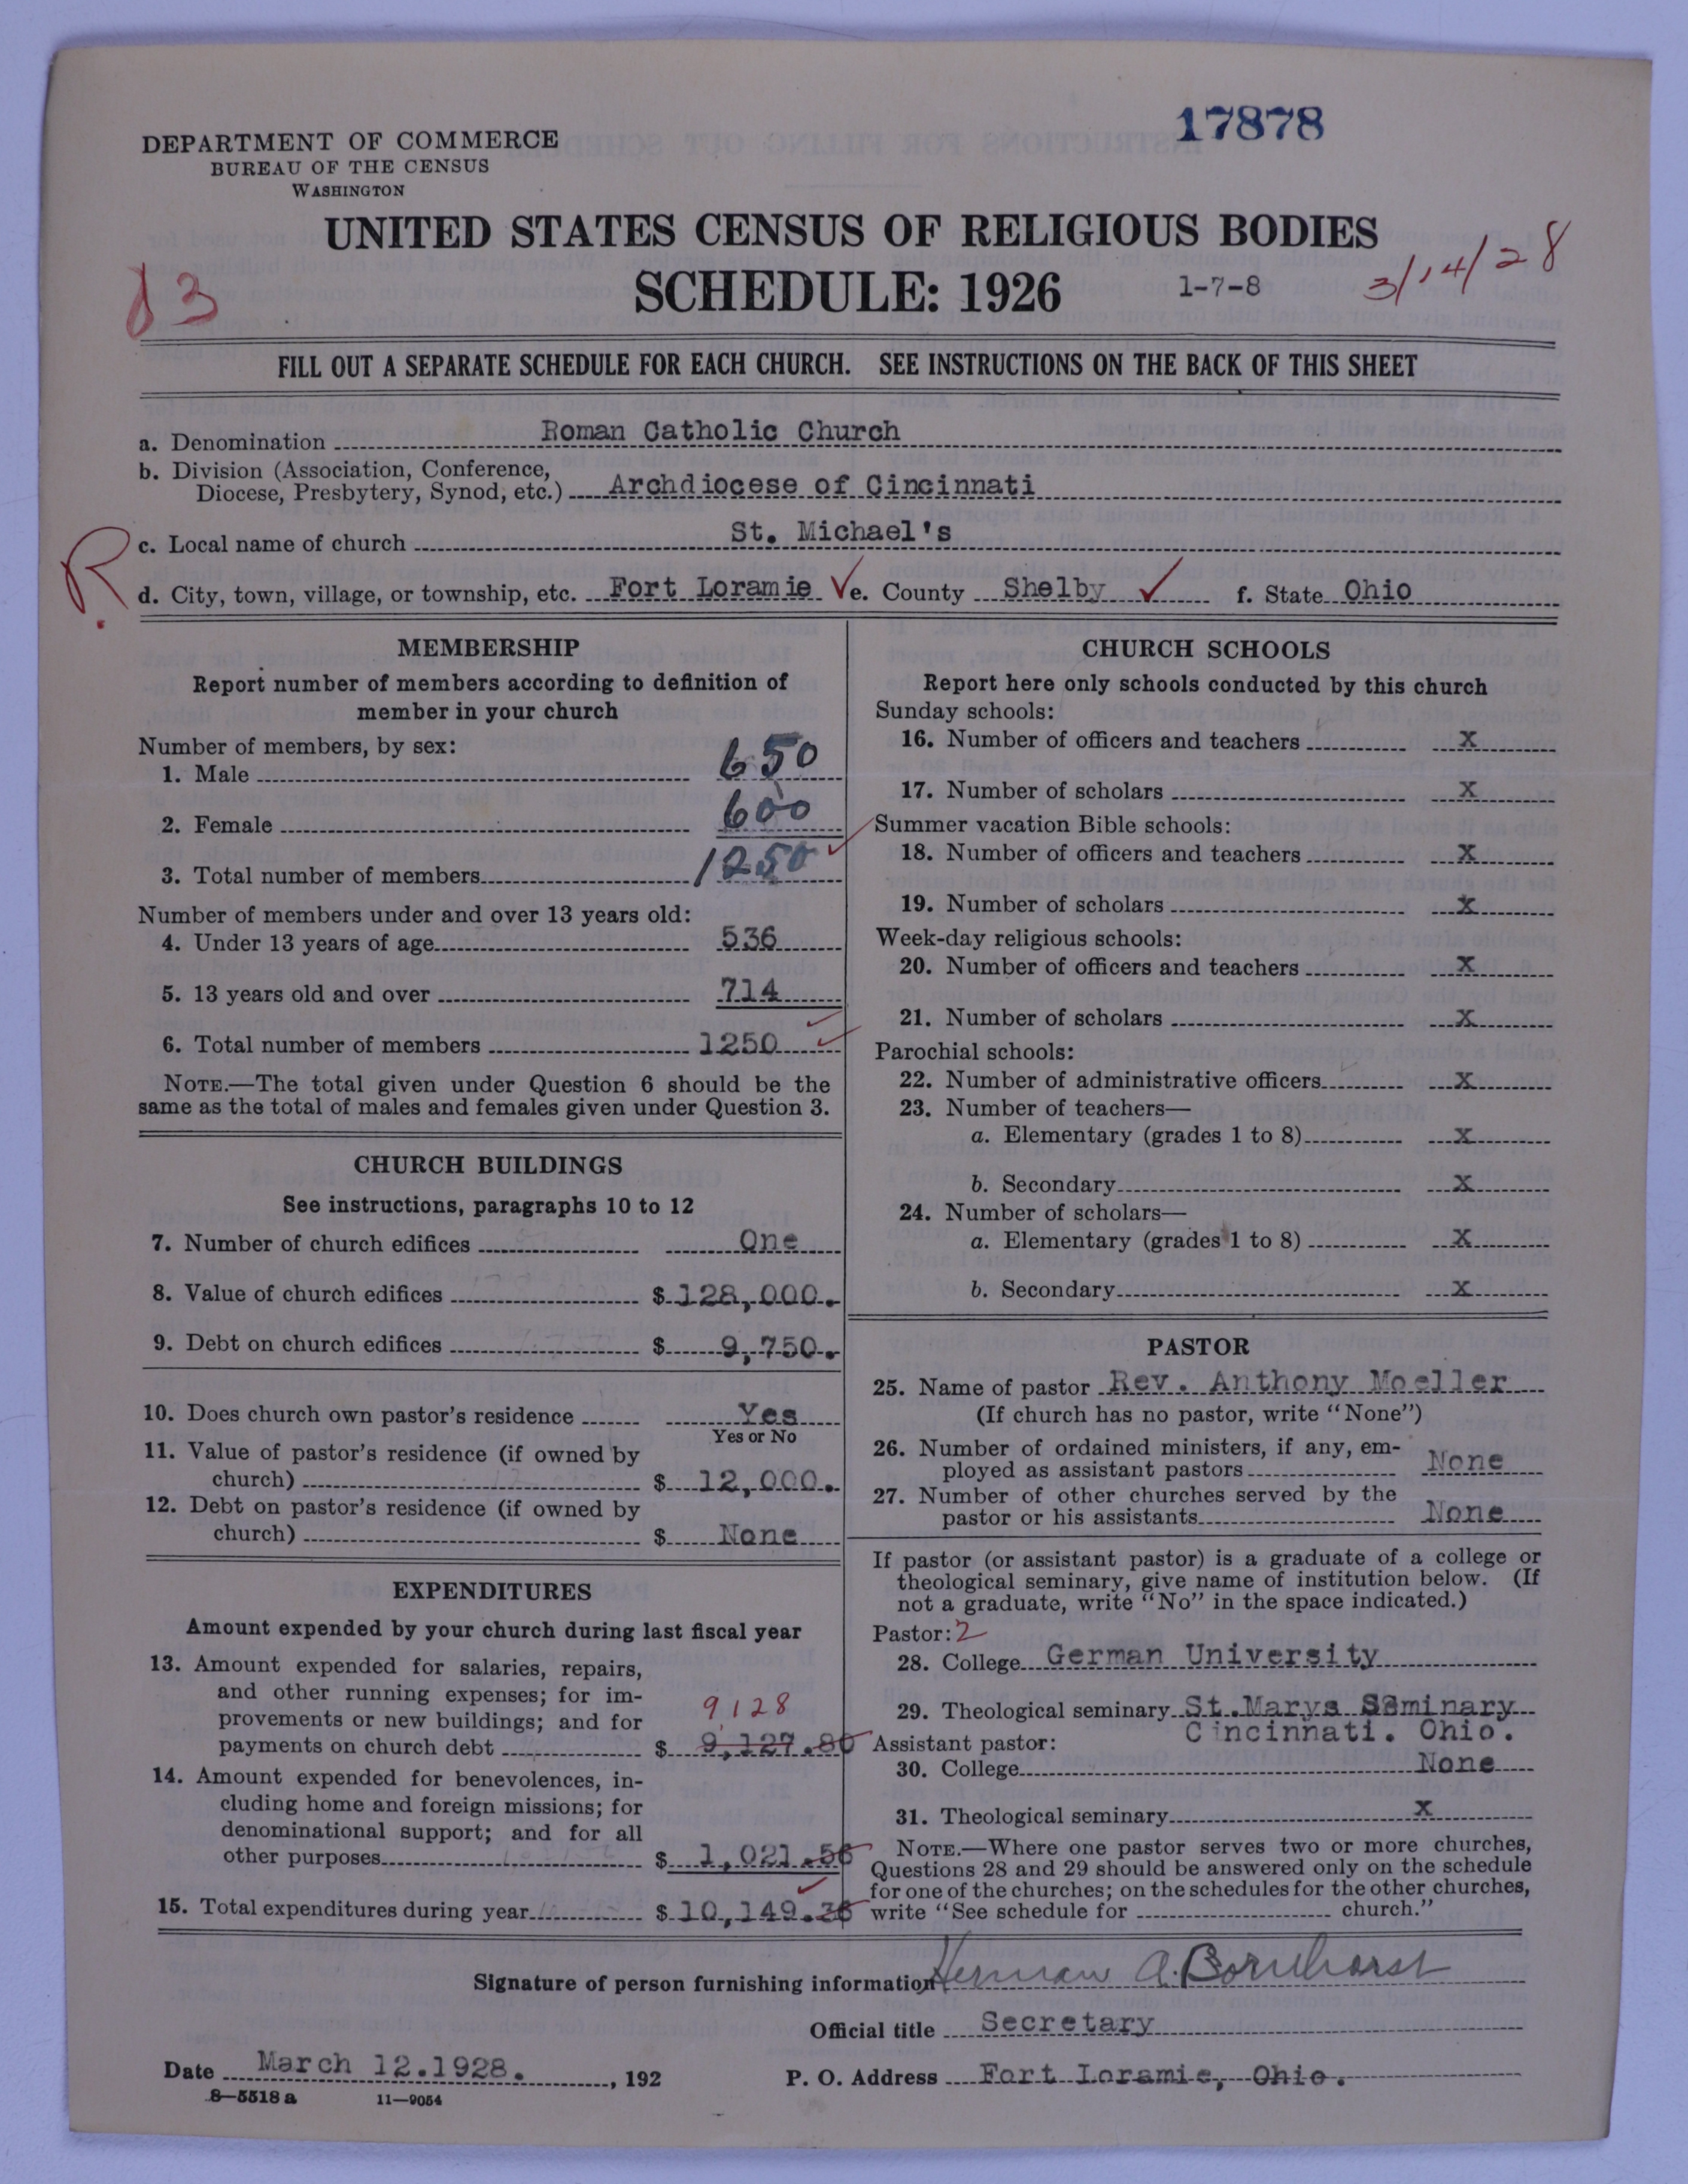 17878
DEPARTMENT OF COMMERCE
BUREAU OF THE CENSUS
WASHINGTON
UNITED STATES CENSUS OF RELIGIOUS BODIES
SCHEDULE: 1926
1-7-8
3/14/28
83
FILL OUT A SEPARATE SCHEDULE FOR EACH CHURCH. SEE INSTRUCTIONS ON THE BACK OF THIS SHEET
a. Denomination Roman Catholic Church
b. Division (Association, Conference,
Diocese, Presbytery, Synod, etc.) Archdiocese of Cincinnati
R.
c. Local name of church St. Michael's
d. City, town, village, or township, etc. Fort Loramie e. County Shelby f. State Ohio
MEMBERSHIP
Report number of members according to definition of
member in your church
Number of members, by sex:
1. Male 650
2. Female 600
3. Total number of members 1250
Number of members under and over 13 years old:
4. Under 13 years of age 536
5. 13 years old and over 714
6. Total number of members 1250
NOTE.—The total given under Question 6 should be the
same as the total of males and females given under Question 3.
CHURCH BUILDINGS
See instructions, paragraphs 10 to 12
7. Number of church edifices One
8. Value of church edifices $128,000.
9. Debt on church edifices $ 9,750.
10. Does church own pastor's residence Yes
Yes or No
11. Value of pastor's residence (if owned by
church) $ 12,000.
12. Debt on pastor's residence (if owned by
church) $ None
EXPENDITURES
Amount expended by your church during last fiscal year
13. Amount expended for salaries, repairs,
and other running expenses; for im-
provements or new buildings; and for
9128
payments on church debt $ 9,127.80
14. Amount expended for benevolences, in-
cluding home and foreign missions; for
denominational support; and for all
other purposes $ 1,021.56
15. Total expenditures during year $10,149.36
CHURCH SCHOOLS
Report here only schools conducted by this church
Sunday schools:
16. Number of officers and teachers X
17. Number of scholars X
Summer vacation Bible schools:
18. Number of officers and teachers X
19. Number of scholars X
Week-day religious schools:
20. Number of officers and teachers X
21. Number of scholars X
Parochial schools:
22. Number of administrative officers X
23. Number of teachers—
a. Elementary (grades 1 to 8) X
b. Secondary X
24. Number of scholars—
a. Elementary (grades 1 to 8) X
b. Secondary X
PASTOR
25. Name of pastor Rev. Anthony Moeller
(If church has no pastor, write "None")
26. Number of ordained ministers, if any, em-
ployed as assistant pastors None
27. Number of other churches served by the
pastor or his assistants None
If pastor (or assistant pastor) is a graduate of a college or
theological seminary, give name of institution below. (If
not a graduate, write "No" in the space indicated.)
Pastor: 2
28. College German University
29. Theological seminary St.Marys Seminary
Cincinnati. Ohio.
Assistant pastor:
30. College None
31. Theological seminary X
NOTE.—Where one pastor serves two or more churches,
Questions 28 and 29 should be answered only on the schedule
for one of the churches; on the schedules for the other churches,
write "See schedule for church."
Signature of person furnishing information Herman A. Bornhorst
Official title Secretary
Date March 12.1928. , 192 P. O. Address Fort Loramie, Ohio.
8—5518 a 11—9054